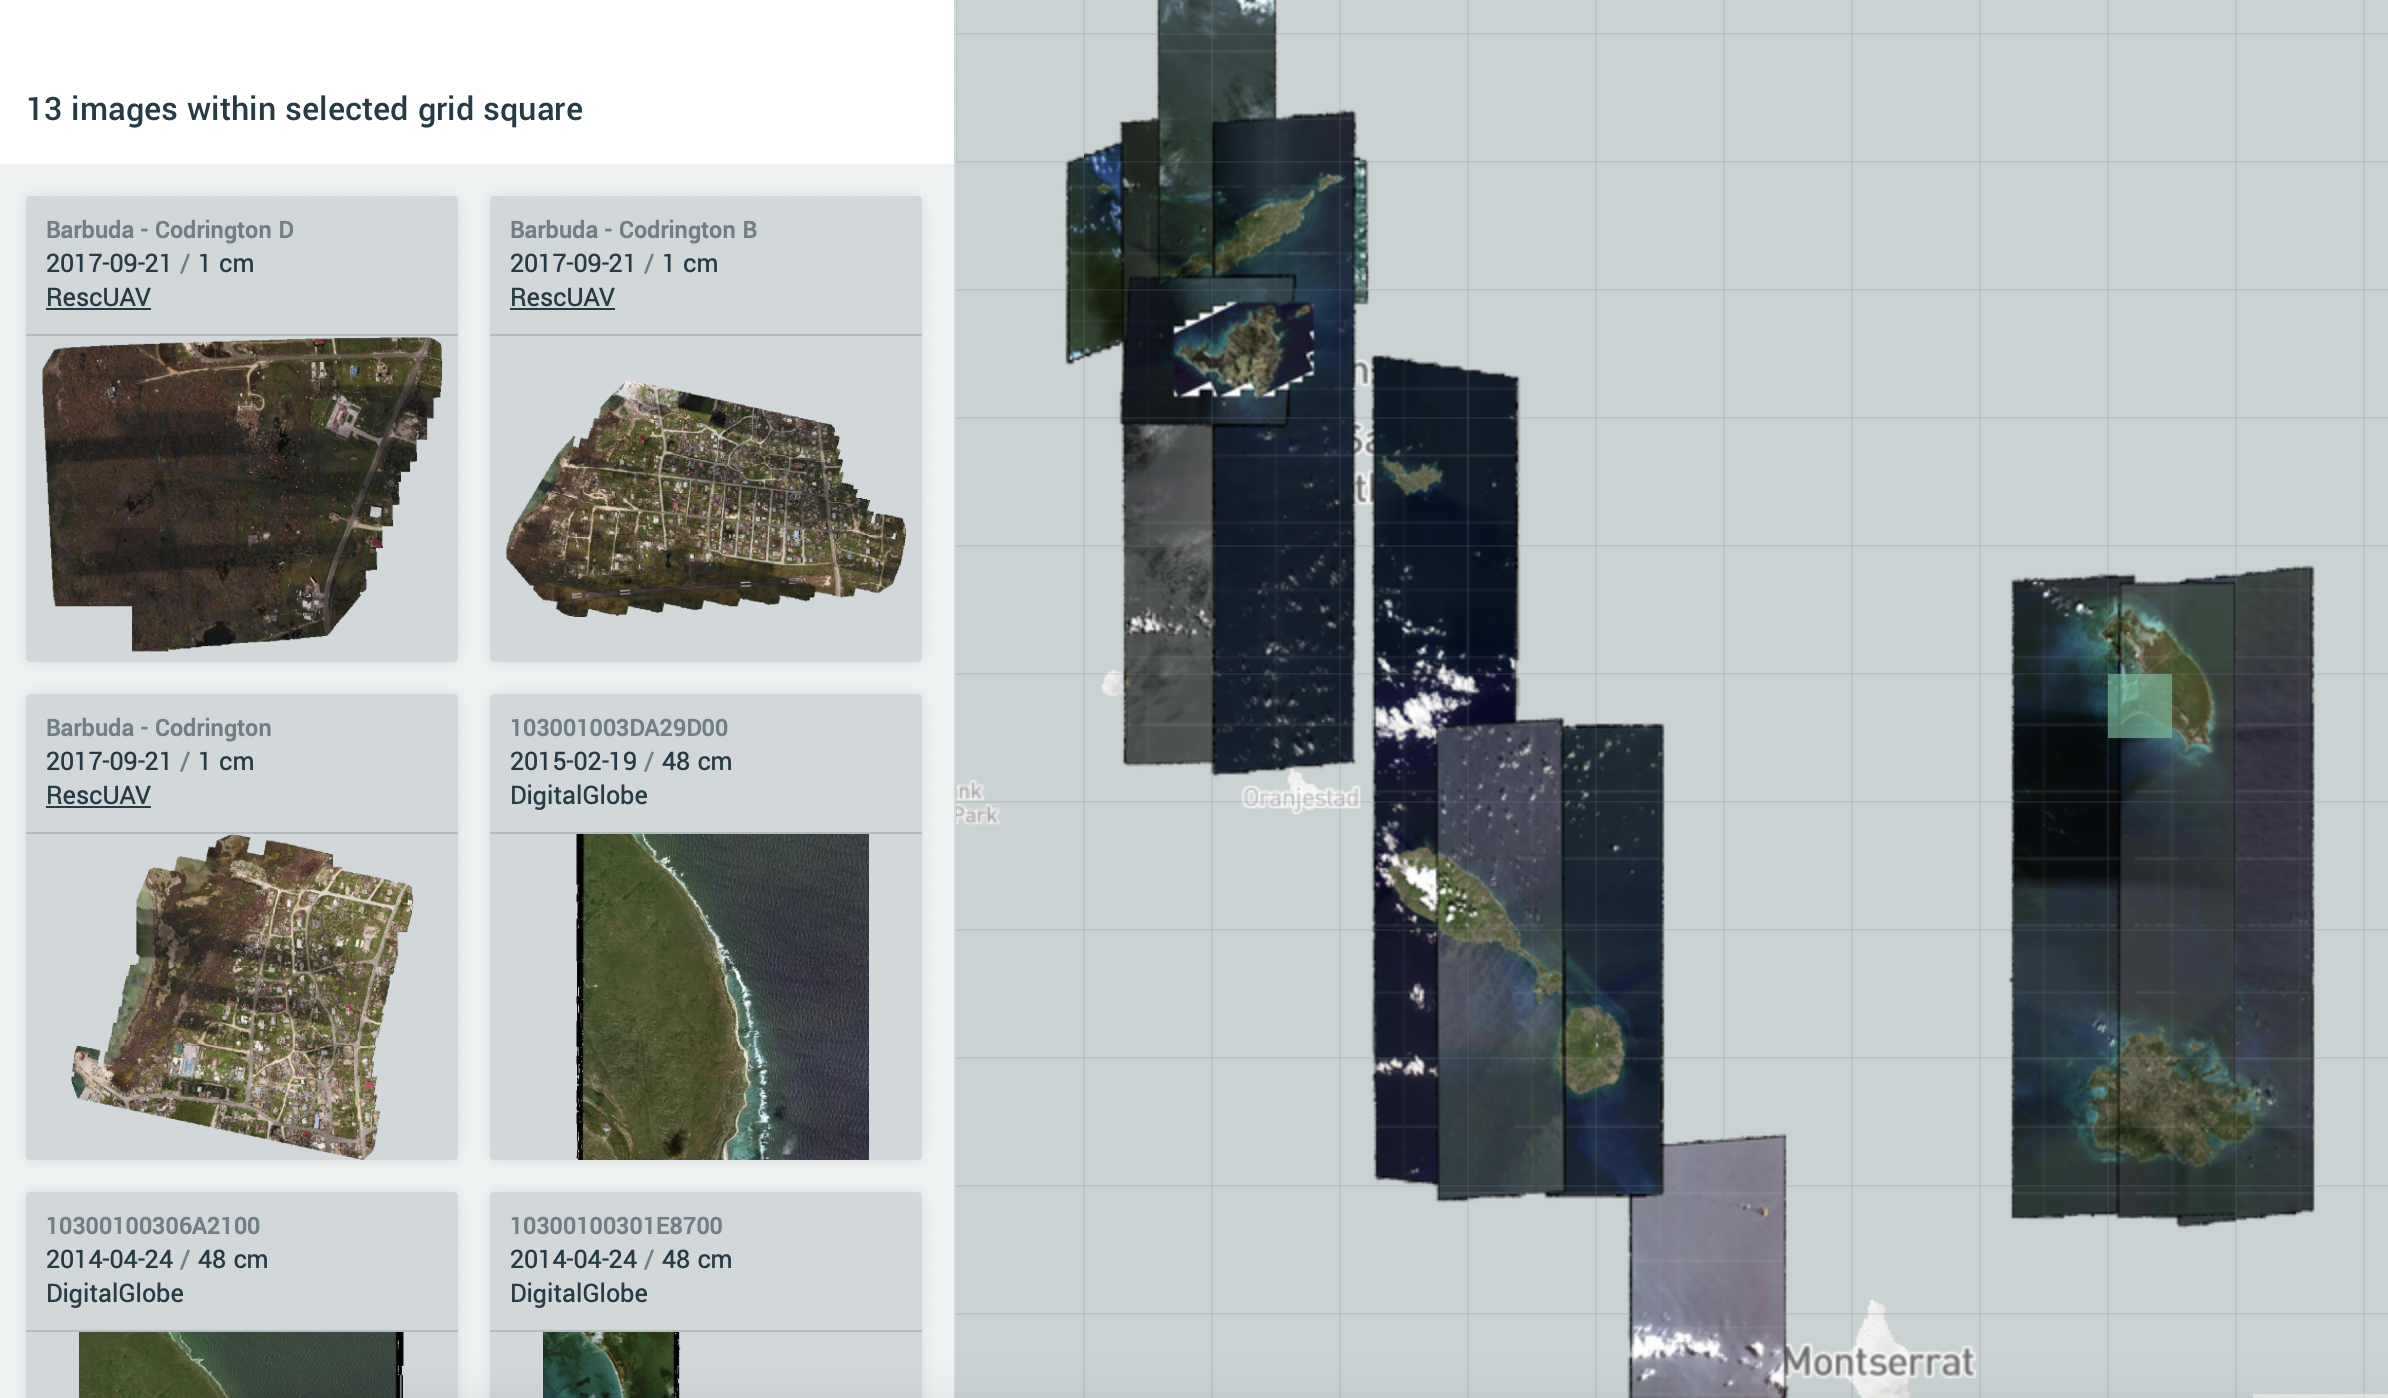 13 images within selected grid square
Barbuda - Codrington D
2017-09-21 / 1 cm
RescUAV
Barbuda - Codrington B
2017-09-21 / 1 cm
RescUAV
Barbuda - Codrington
2017-09-21 / 1 cm
RescUAV
103001003DA29D00
2015-02-19 / 48 cm
DigitalGlobe
10300100306A2100
2014-04-24 / 48 cm
DigitalGlobe
10300100301E8700
2014-04-24 / 48 cm
DigitalGlobe
nk
Park
Oranjestad
Montserrat